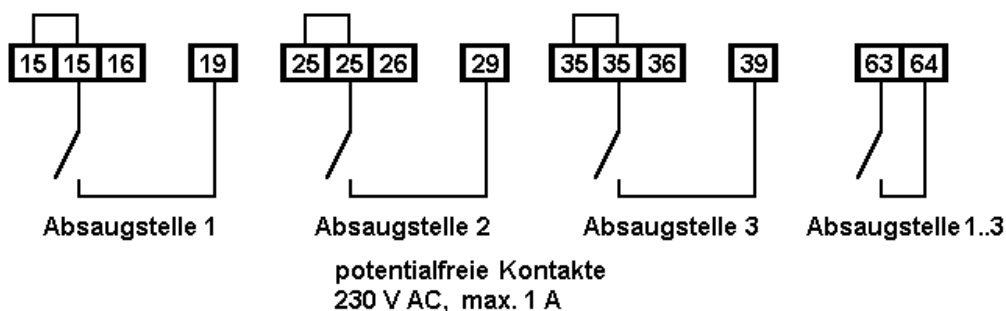 15 15 16 19 25 25 26 29 35 35 36 39 63 64
Absaugstelle 1 Absaugstelle 2 Absaugstelle 3 Absaugstelle 1..3
potentialfreie Kontakte
230 V AC, max. 1 A